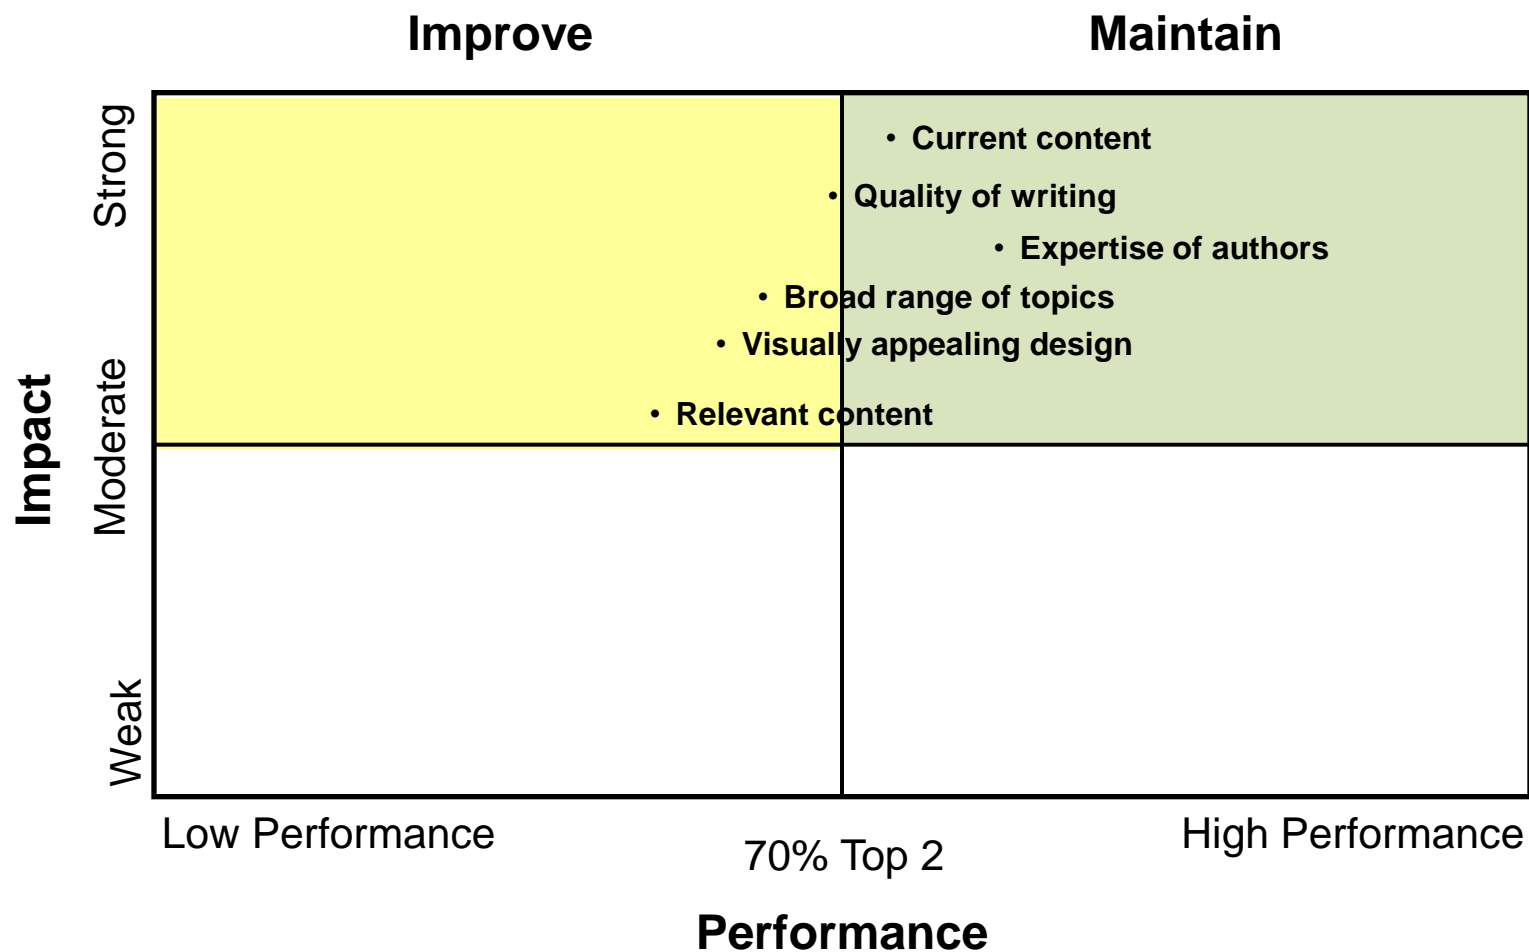 Improve
Maintain
Strong
Moderate
Weak
Impact
• Current content
• Quality of writing
• Expertise of authors
• Broad range of topics
• Visually appealing design
• Relevant content
Low Performance
70% Top 2
High Performance
Performance